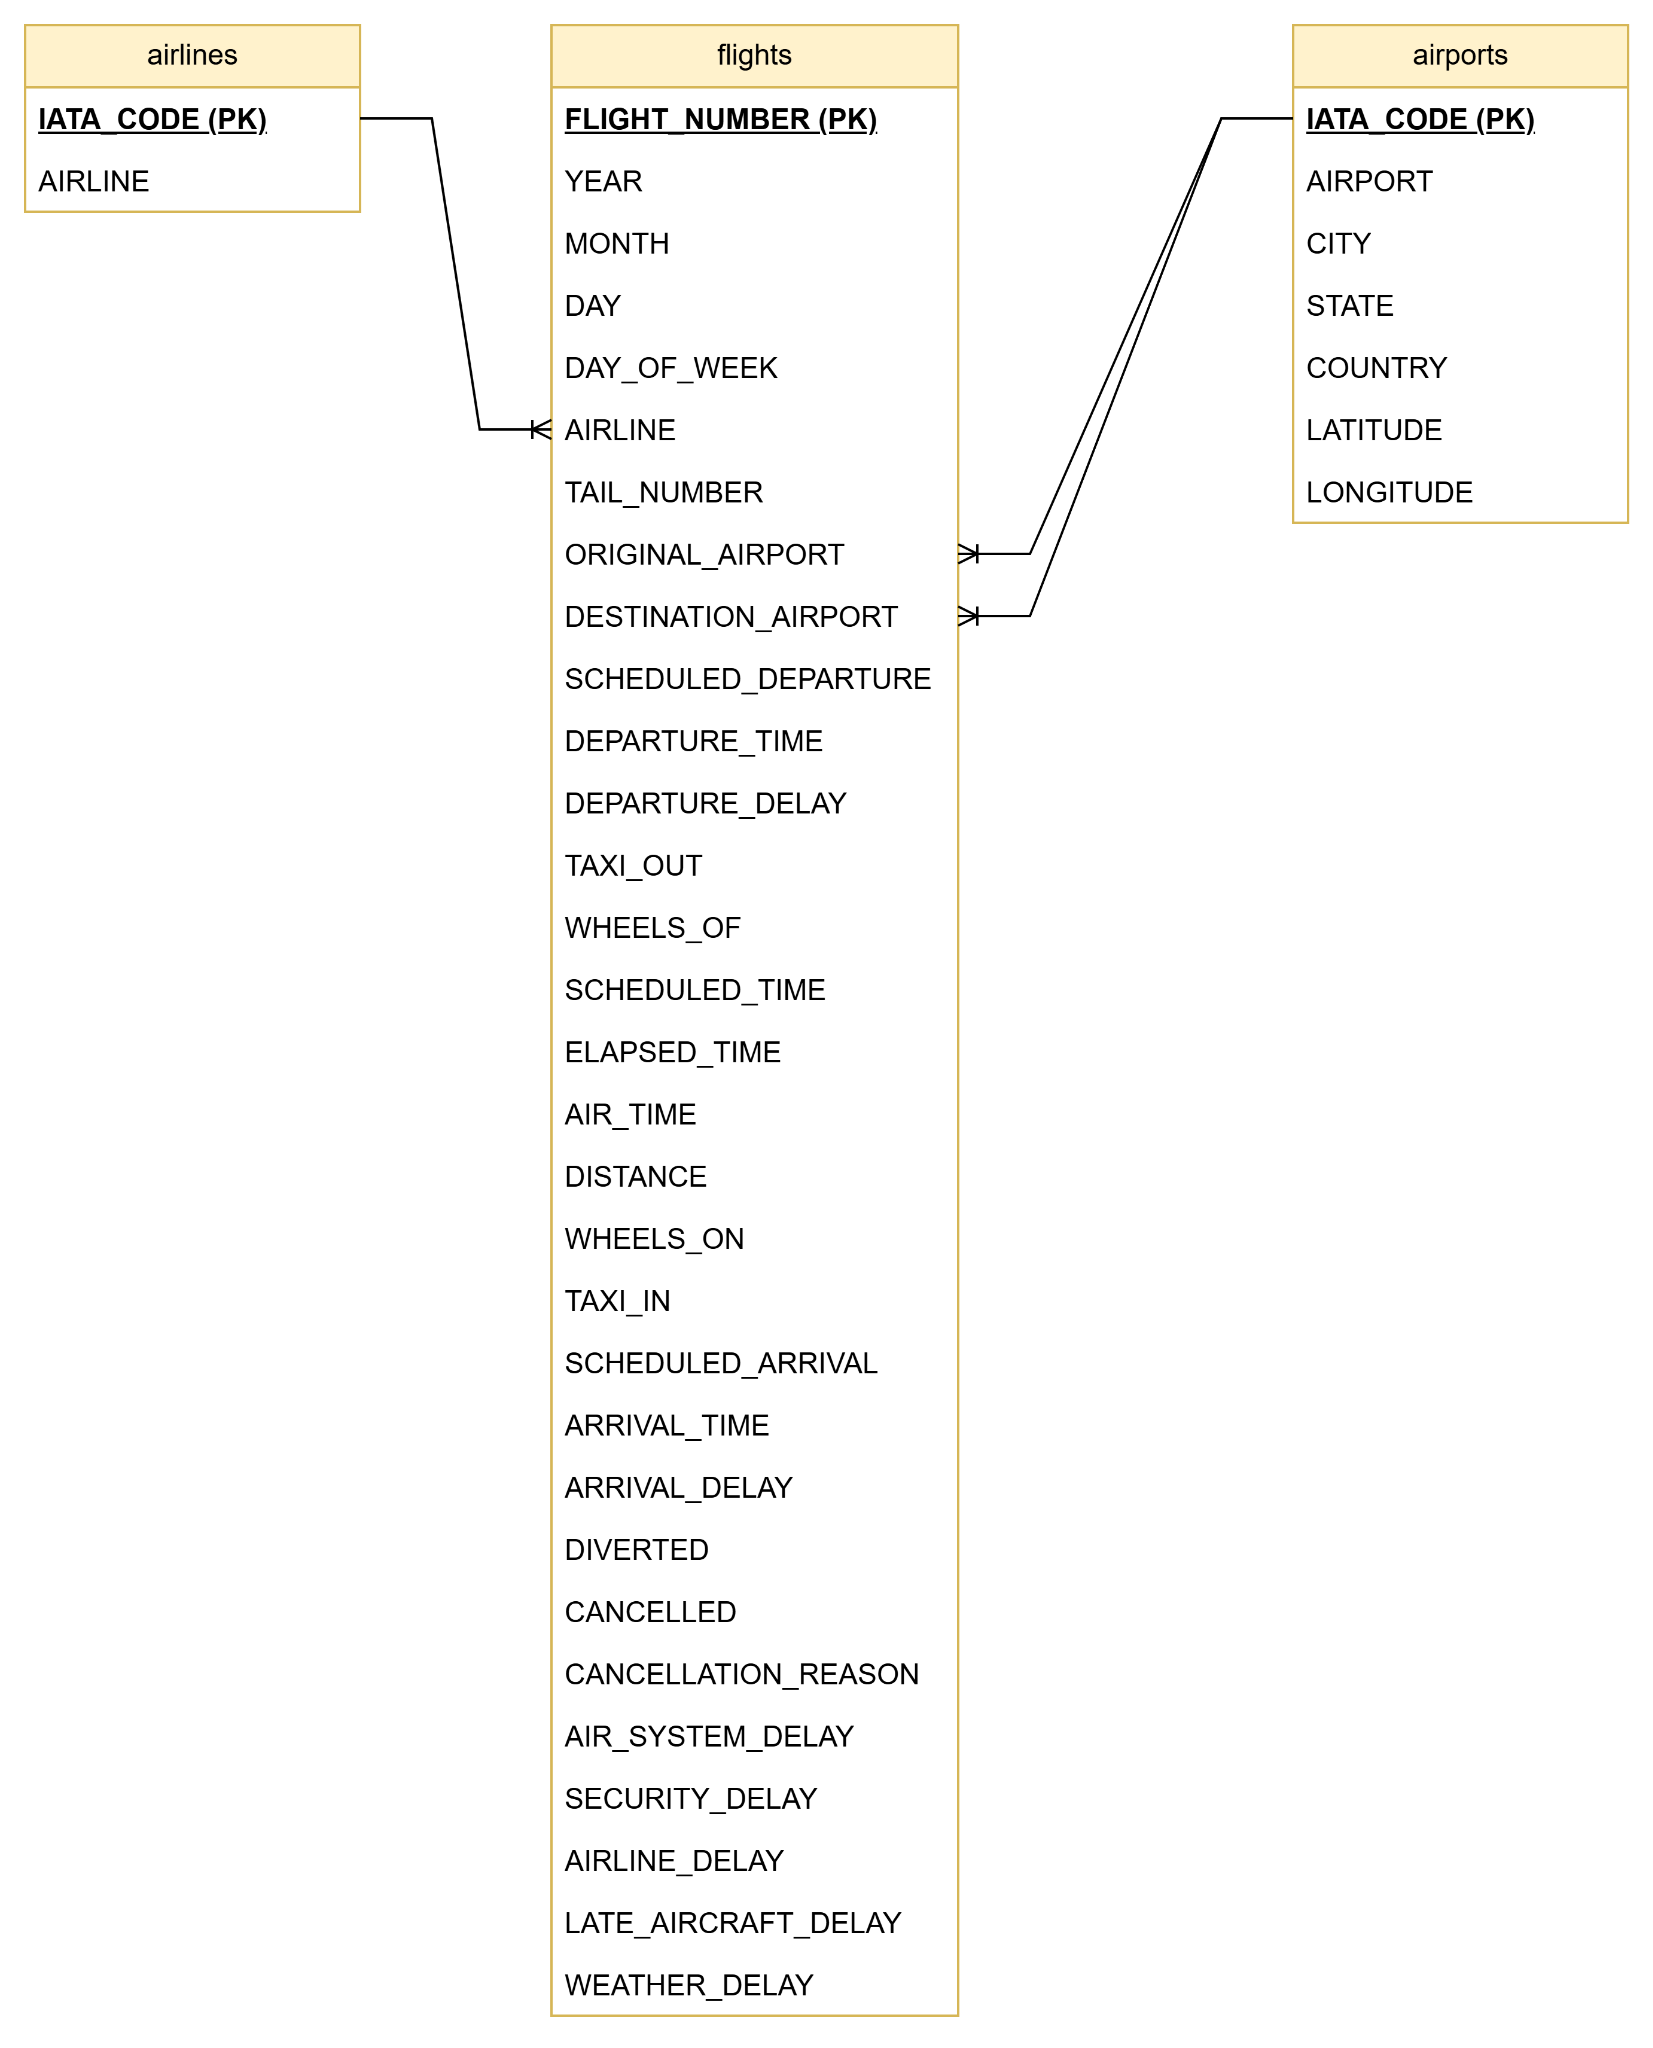 airlines
IATA_CODE (PK)
AIRLINE
flights
FLIGHT_NUMBER (PK)
YEAR
MONTH
DAY
DAY_OF_WEEK
AIRLINE
TAIL_NUMBER
ORIGINAL_AIRPORT
DESTINATION_AIRPORT
SCHEDULED_DEPARTURE
DEPARTURE_TIME
DEPARTURE_DELAY
TAXI_OUT
WHEELS_OF
SCHEDULED_TIME
ELAPSED_TIME
AIR_TIME
DISTANCE
WHEELS_ON
TAXI_IN
SCHEDULED_ARRIVAL
ARRIVAL_TIME
ARRIVAL_DELAY
DIVERTED
CANCELLED
CANCELLATION_REASON
AIR_SYSTEM_DELAY
SECURITY_DELAY
AIRLINE_DELAY
LATE_AIRCRAFT_DELAY
WEATHER_DELAY
airports
IATA_CODE (PK)
AIRPORT
CITY
STATE
COUNTRY
LATITUDE
LONGITUDE